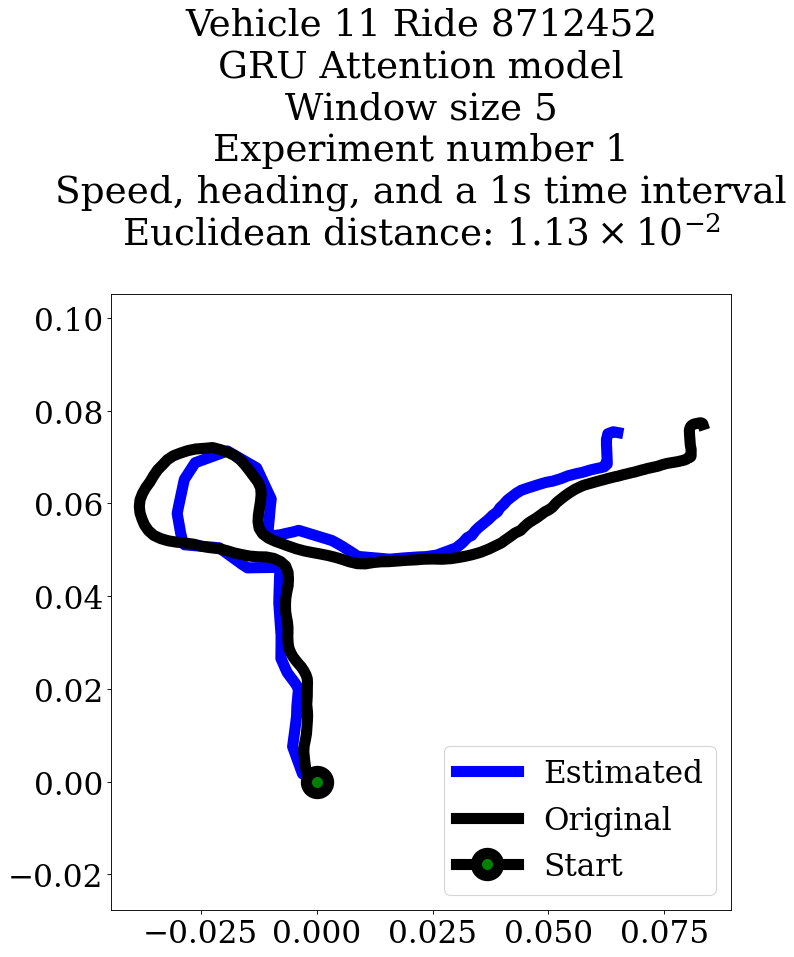 Vehicle 11 Ride 8712452
GRU Attention model
Window size 5
Experiment number 1
Speed, heading, and a 1s time interval
Euclidean distance: 1.13 × 10⁻²
0.10
0.08
0.06
0.04
0.02
0.00
−0.02
Estimated
Original
Start
−0.025 0.000 0.025 0.050 0.075